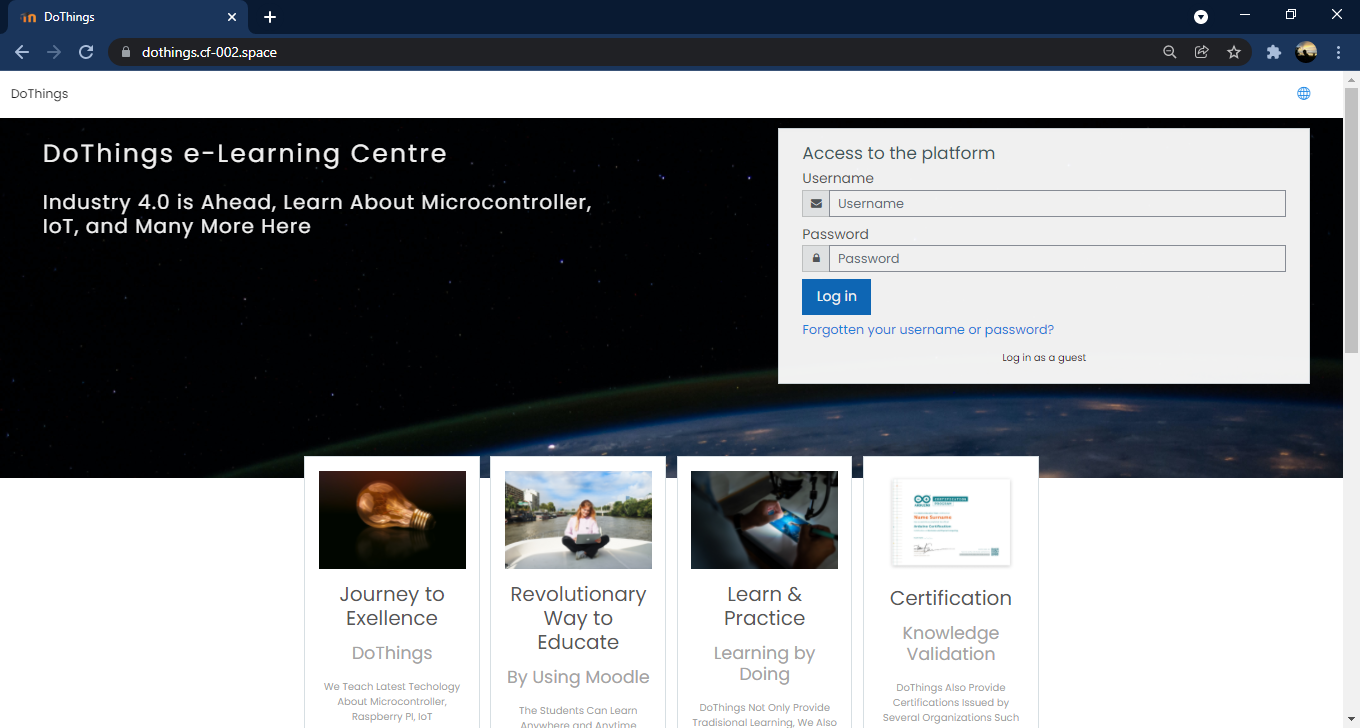 DoThings
dothings.cf-002.space
DoThings
DoThings e-Learning Centre
Industry 4.0 is Ahead, Learn About Microcontroller,
IoT, and Many More Here
Access to the platform
Username
Username
Password
Password
Log in
Forgotten your username or password?
Log in as a guest
Journey to
Exellence
DoThings
We Teach Latest Techology
About Microcontroller,
Raspberry PI, IoT
Revolutionary
Way to
Educate
By Using Moodle
The Students Can Learn
Anywhere and Anytime
Learn &
Practice
Learning by
Doing
DoThings Not Only Provide
Tradisional Learning, We Also
CERTIFICATION
PROGRAM
Name Surname
Certification
Knowledge
Validation
DoThings Also Provide
Certifications Issued by
Several Organizations Such